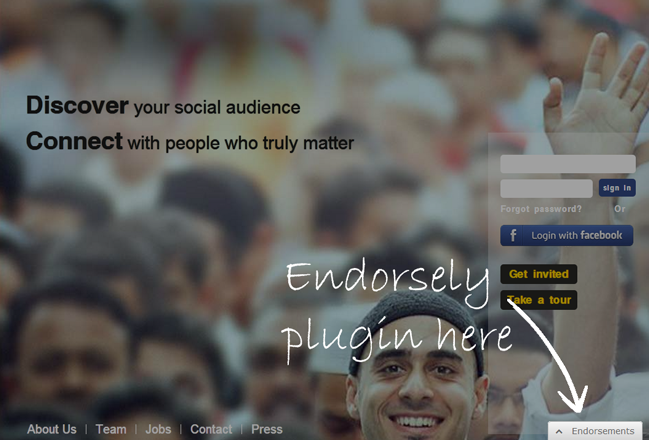 Discover your social audience
Connect with people who truly matter
sign in
Forgot password?
Or
f Login with facebook
Get invited
Take a tour
Endorsely
plugin here
About Us | Team | Jobs | Contact | Press
Endorsements